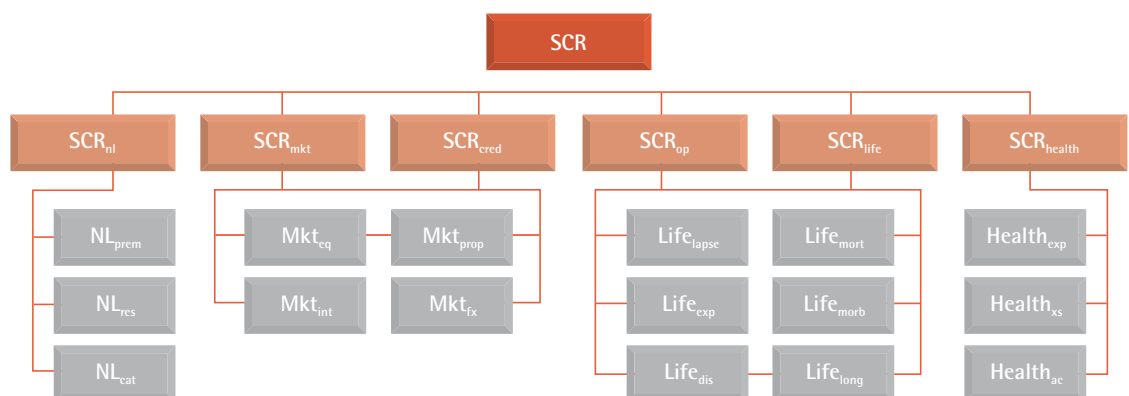 SCR
SCRnl SCRmkt SCRcred SCRop SCRlife SCRhealth
NLprem Mkteq Mktprop Lifelapse Lifemort Healthexp
NLres Mktint Mktfx Lifeexp Lifemorb Healthxs
NLcat Lifedis Lifelong Healthac